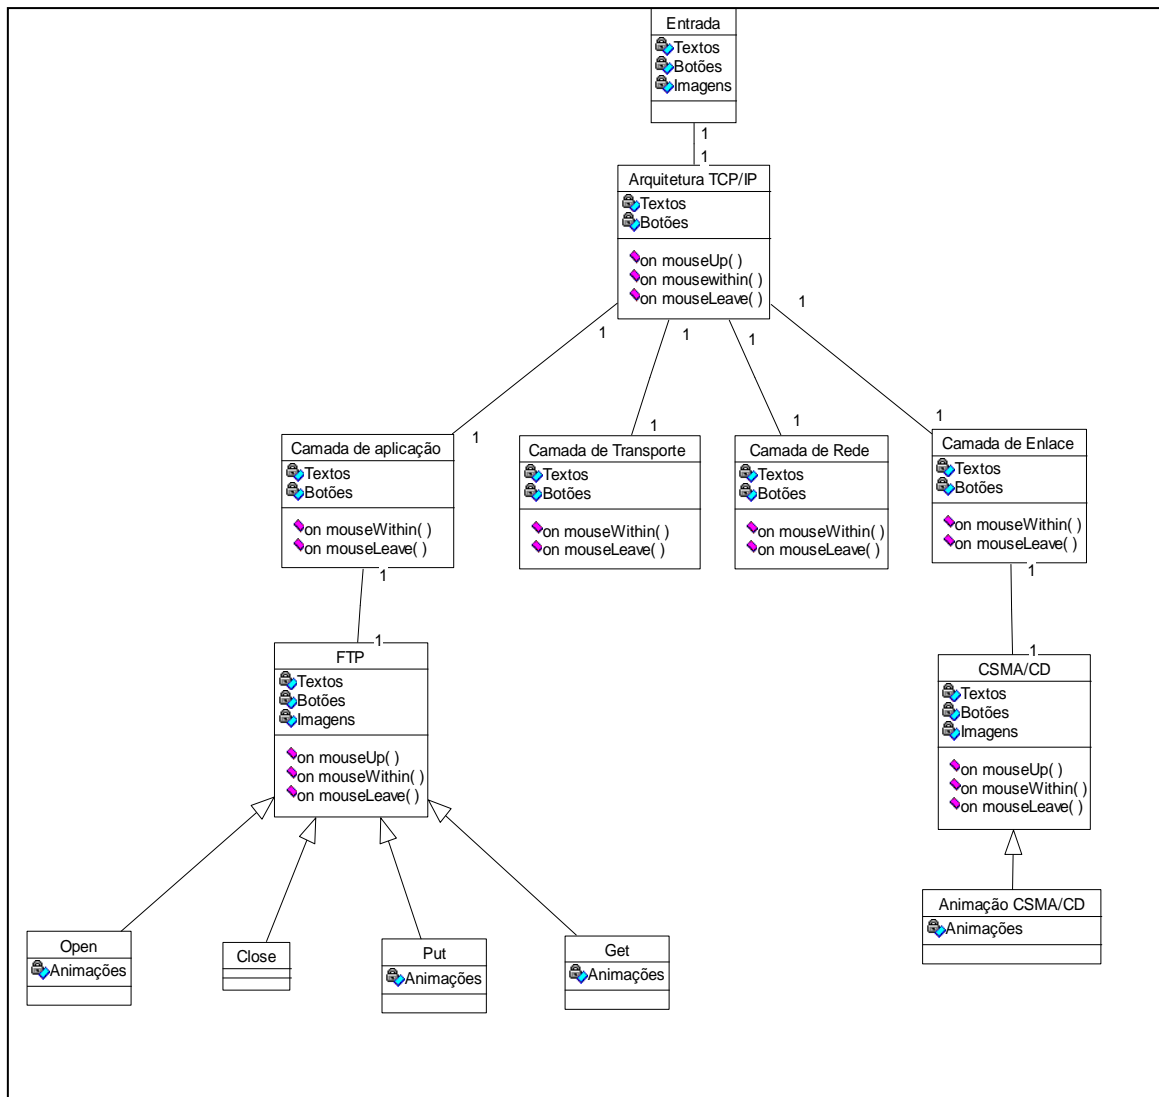 Entrada
Textos
Botões
Imagens
1
1
Arquitetura TCP/IP
Textos
Botões
on mouseUp( )
on mousewithin( )
on mouseLeave( )
1
1
1
1
1
1
1
1
Camada de aplicação
Textos
Botões
on mouseWithin( )
on mouseLeave( )
Camada de Transporte
Textos
Botões
on mouseWithin( )
on mouseLeave( )
Camada de Rede
Textos
Botões
on mouseWithin( )
on mouseLeave( )
Camada de Enlace
Textos
Botões
on mouseWithin( )
on mouseLeave( )
1
1
FTP
Textos
Botões
Imagens
on mouseUp( )
on mouseWithin( )
on mouseLeave( )
1
1
CSMA/CD
Textos
Botões
Imagens
on mouseUp( )
on mouseWithin( )
on mouseLeave( )
Open
Animações
Close
Put
Animações
Get
Animações
Animação CSMA/CD
Animações